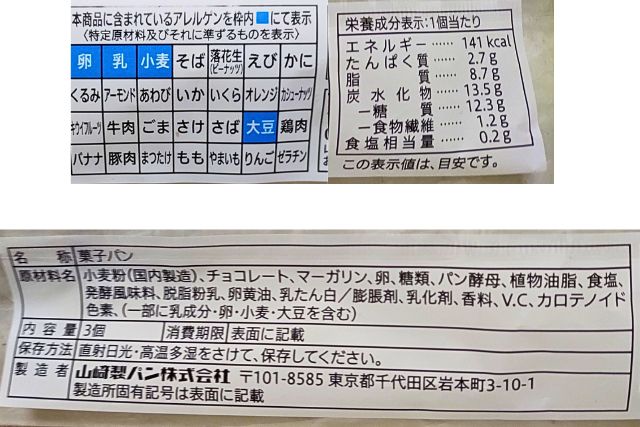 本商品に含まれているアレルゲンを枠内■にて表示
〈特定原材料及びそれに準ずるものを表示〉
卵 乳 小麦 そば 落花生(ピーナッツ) えび かに
くるみ アーモンド あわび いか いくら オレンジ カシューナッツ
キウイフルーツ 牛肉 ごま さけ さば 大豆 鶏肉
バナナ 豚肉 まつたけ もも やまいも りんご ゼラチン
栄養成分表示:1個当たり
エネルギー …… 141 kcal
たんぱく質 …… 2.7g
脂質 …… 8.7g
炭水化物 …… 13.5g
―糖質 …… 12.3g
―食物繊維 …… 1.2g
食塩相当量 …… 0.2g
この表示値は、目安です。
名称 菓子パン
原材料名 小麦粉(国内製造)、チョコレート、マーガリン、卵、糖類、パン酵母、植物油脂、食塩、
発酵風味料、脱脂粉乳、卵黄油、乳たん白/膨脹剤、乳化剤、香料、V.C、カロテノイド
色素、(一部に乳成分・卵・小麦・大豆を含む)
内容量 3個 消費期限 表面に記載
保存方法 直射日光・高温多湿をさけて、保存してください。
製造者 山崎製パン株式会社 〒101-8585 東京都千代田区岩本町3-10-1
製造所固有記号は表面に記載